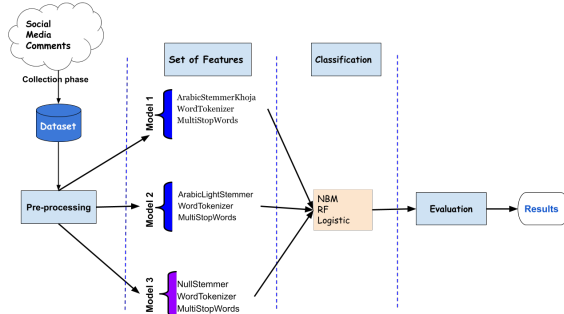 Social
Media
Comments
Collection phase
Dataset
Pre-processing
Set of Features
Classification
Model 1
ArabicStemmerKhoja
WordTokenizer
MultiStopWords
Model 2
ArabicLightStemmer
WordTokenizer
MultiStopWords
Model 3
NullStemmer
WordTokenizer
MultiStopWords
NBM
RF
Logistic
Evaluation
Results